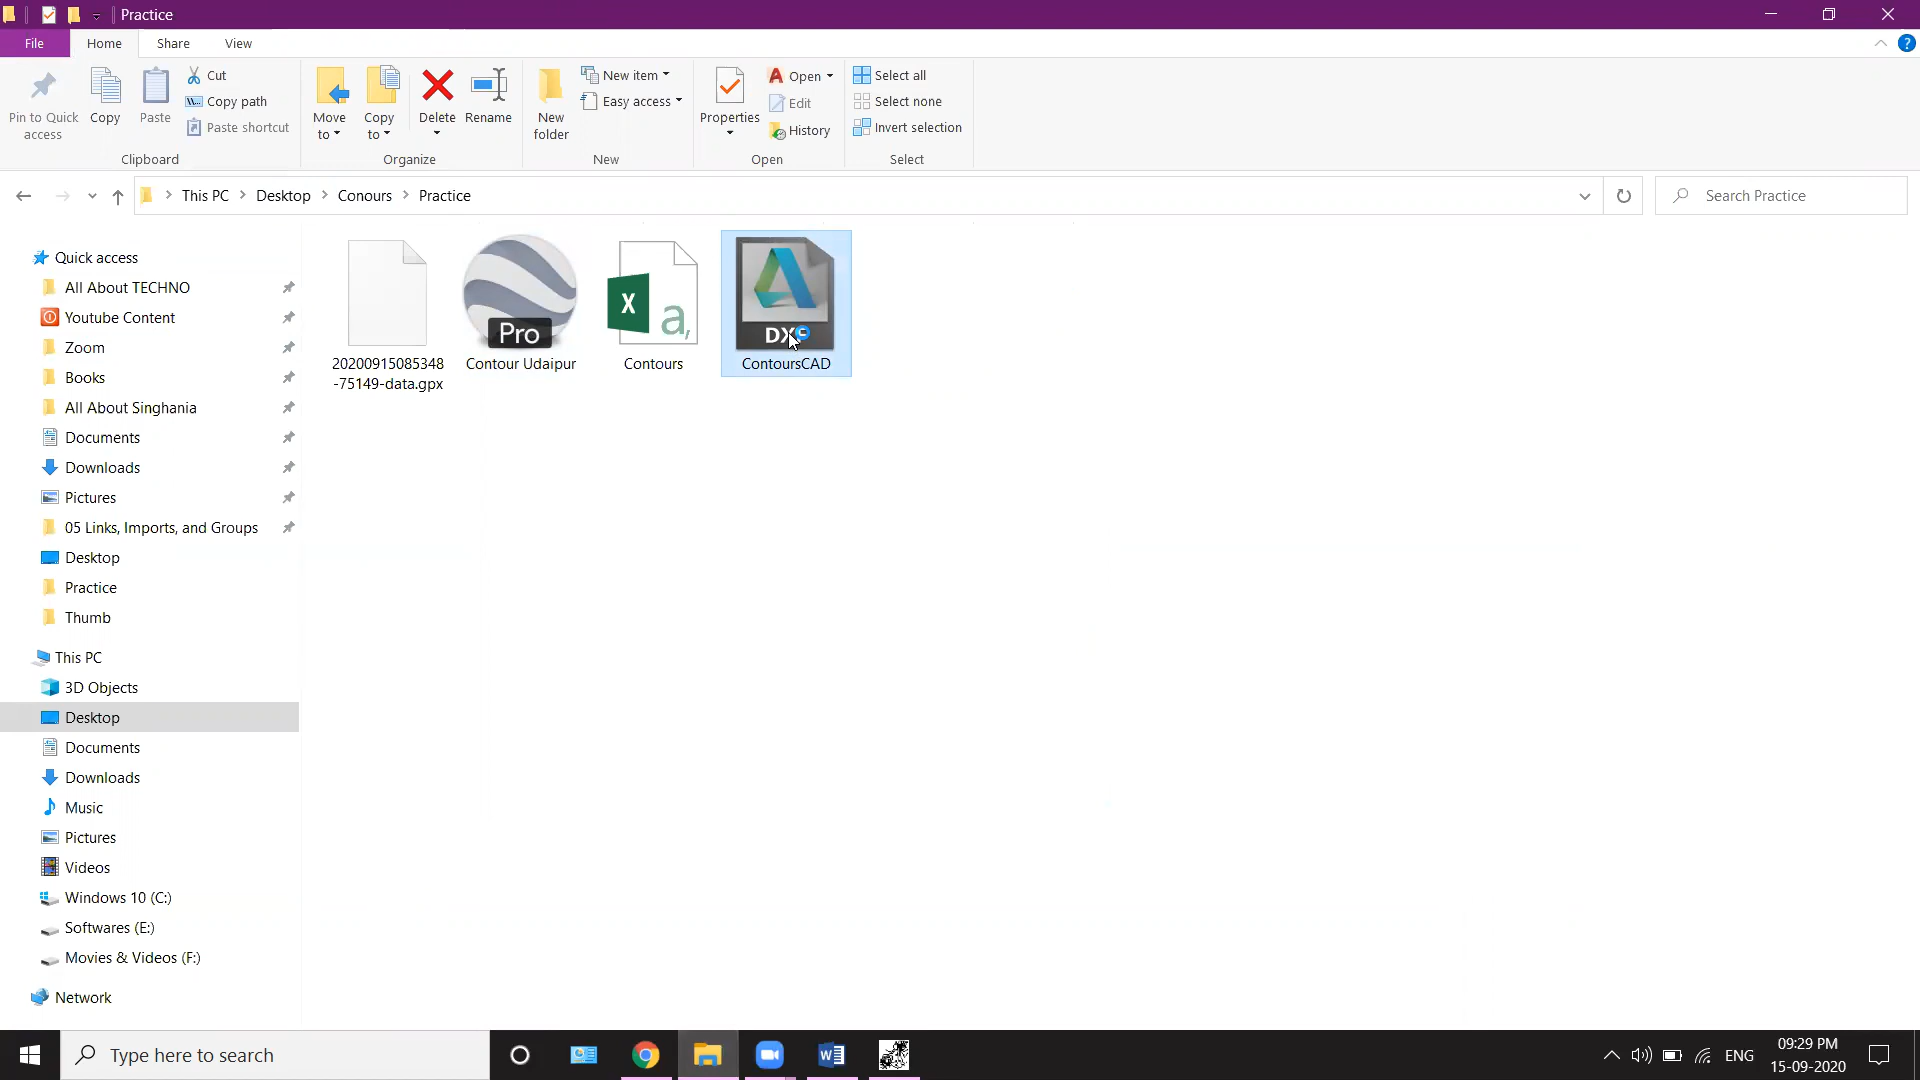 Practice
File
Home
Share
View
Pin to Quick access
Copy
Paste
Cut
Copy path
Paste shortcut
Clipboard
Move to
Copy to
Delete
Rename
Organize
New folder
New item
Easy access
New
Properties
Open
Edit
History
Open
Select all
Select none
Invert selection
Select
This PC
Desktop
Conours
Practice
Search Practice
Quick access
All About TECHNO
Youtube Content
Zoom
Books
All About Singhania
Documents
Downloads
Pictures
05 Links, Imports, and Groups
Desktop
Practice
Thumb
This PC
3D Objects
Desktop
Documents
Downloads
Music
Pictures
Videos
Windows 10 (C:)
Softwares (E:)
Movies & Videos (F:)
Network
20200915085348
-75149-data.gpx
Pro
Contour Udaipur
X
a,
Contours
DX
ContoursCAD
Type here to search
ENG
09:29 PM
15-09-2020